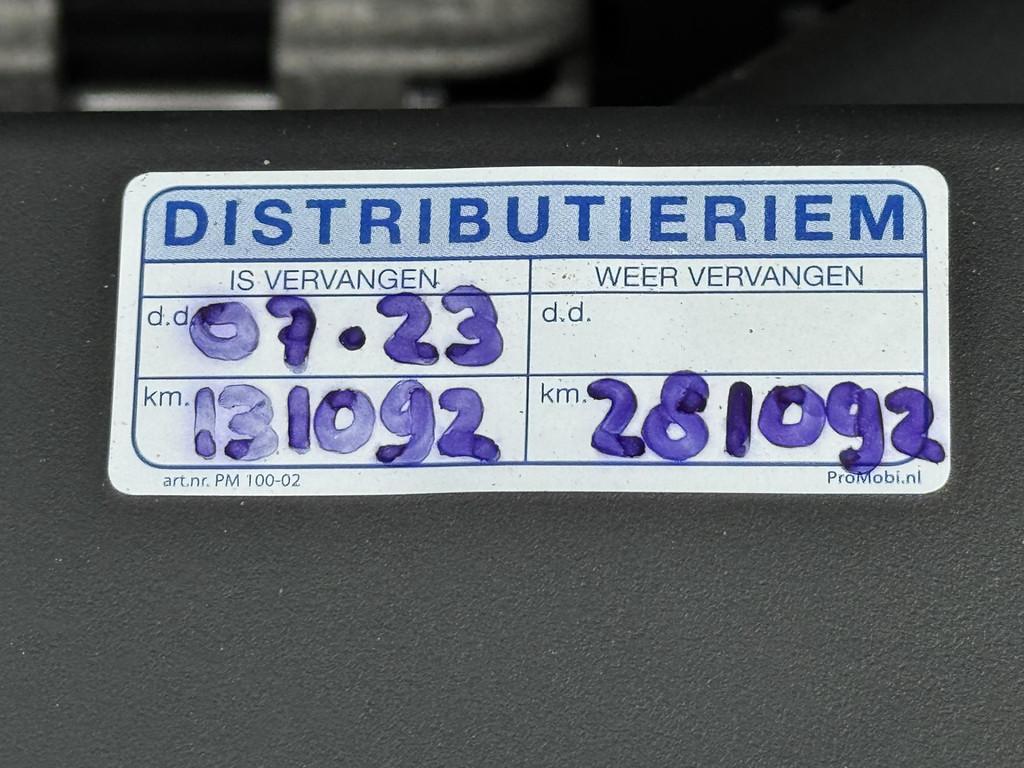 DISTRIBUTIERIEM
IS VERVANGEN
WEER VERVANGEN
d.d. 07.23
d.d.
km. 131092
km. 281092
art.nr. PM 100-02
ProMobi.nl